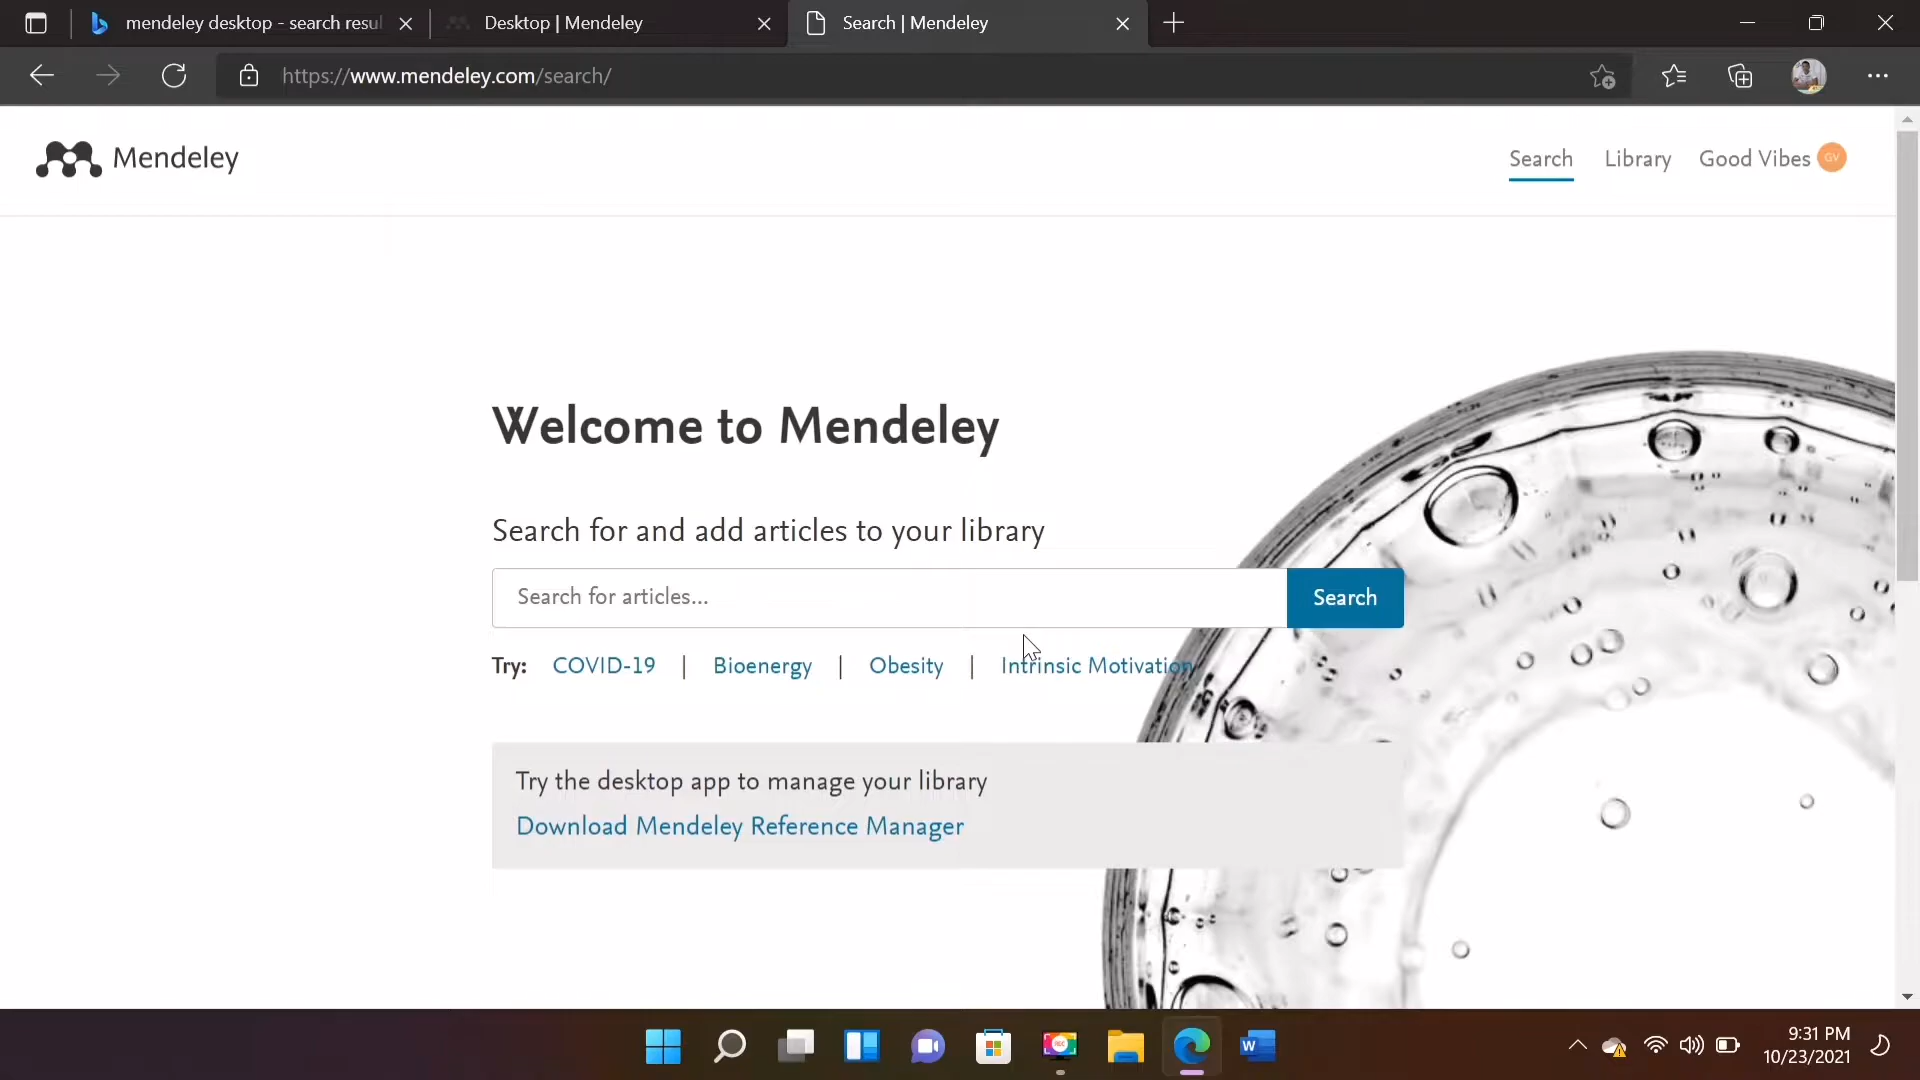 mendeley desktop - search resul
Desktop | Mendeley
Search | Mendeley
https://www.mendeley.com/search/
Mendeley
Search
Library
Good Vibes
GV
Welcome to Mendeley
Search for and add articles to your library
Search for articles...
Search
Try: COVID-19 | Bioenergy | Obesity | Intrinsic Motivation
Try the desktop app to manage your library
Download Mendeley Reference Manager
REC
W
9:31 PM
10/23/2021